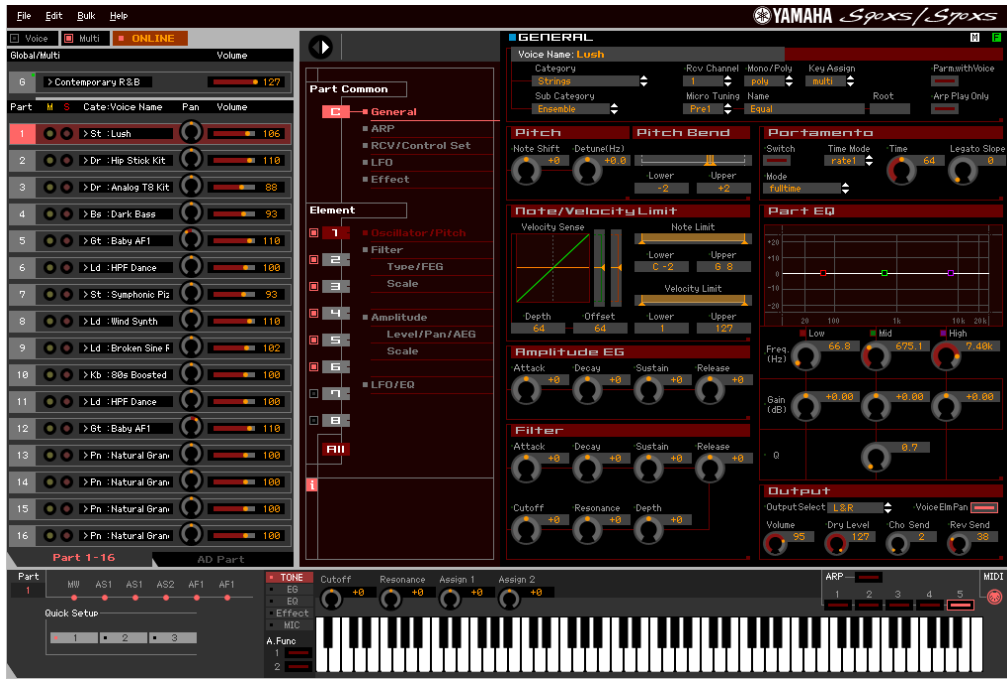 File Edit Bulk Help
YAMAHA S90XS/S70XS
Voice Multi ONLINE
Global/Multi Volume
6 >Contemporary R&B 127
Part M S Cate:Voice Name Pan Volume
1 >St :Lush 106
2 >Dr :Hip Stick Kit 110
3 >Dr :Analog T8 Kit 88
4 >Bs :Dark Bass 93
5 >Gt :Baby AF1 110
6 >Ld :HPF Dance 100
7 >St :Symphonic Piz 93
8 >Ld :Wind Synth 110
9 >Ld :Broken Sine R 102
10 >Kb :80s Boosted 100
11 >Ld :HPF Dance 100
12 >Gt :Baby AF1 110
13 >Pn :Natural Gran 100
14 >Pn :Natural Gran 100
15 >Pn :Natural Gran 100
16 >Pn :Natural Gran 100
Part 1-16 AD Part
Part Common
C General
ARP
RCV/Control Set
LFO
Effect
Element
1 Oscillator/Pitch
2 Filter
Type/FEG
3 Scale
4 Amplitude
5 Level/Pan/AEG
Scale
6
7 LFO/EQ
8
All
i
GENERAL M F
Voice Name: Lush
Category Rcv Channel Mono/Poly Key Assign ParmwithVoice
Strings 1 poly multi
Sub Category Micro Tuning Name Root Arp Play Only
Ensemble Pre1 Equal
Pitch Pitch Bend
Note Shift Detune(Hz)
+0 +0.0
Lower Upper
-2 +2
Portamento
Switch Time Mode Time Legato Slope
rate1 64 0
Mode
fulltime
Note/Velocity Limit
Velocity Sense Note Limit
Lower Upper
C -2 G 8
Velocity Limit
Depth Offset Lower Upper
64 64 1 127
Part EQ
+20
+10
0
-10
-20
20 100 1k 10k 20k
Low Mid High
Freq. (Hz) 66.8 675.1 7.40k
Gain (dB) +0.00 +0.00 +0.00
Q 0.7
Amplitude EG
Attack Decay Sustain Release
+0 +0 +0 +0
Filter
Attack Decay Sustain Release
+0 +0 +0 +0
Cutoff Resonance Depth
+0 +0 +0
Output
Output Select L&R Voice Elm Pan
Volume Dry Level Cho Send Rev Send
95 127 2 38
Part
1
MW AS1 AS1 AS2 AF1 AF1
Quick Setup
1 2 3
TONE
EG
EQ
Effect
MIC
A.Func
1
2
Cutoff Resonance Assign 1 Assign 2
+0 +0 +0 +0
ARP
1 2 3 4 5
MIDI